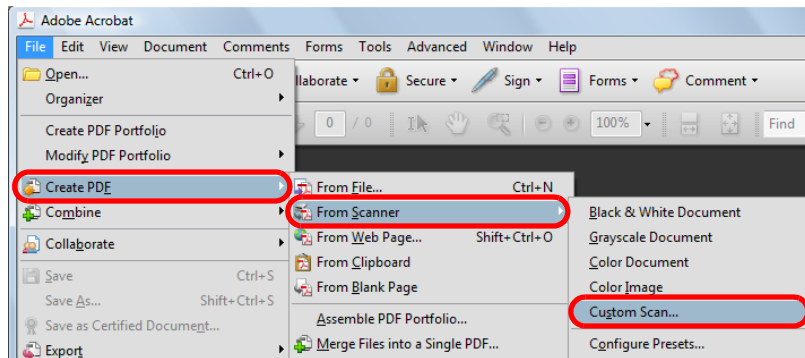 Adobe Acrobat
File Edit View Document Comments Forms Tools Advanced Window Help
Open... Ctrl+O
llaborate Secure Sign Forms Comment
Organizer
0 / 0 100% Find
Create PDF Portfolio
Modify PDF Portfolio
Create PDF
From File... Ctrl+N
Combine
From Scanner
Black & White Document
Collaborate
From Web Page... Shift+Ctrl+O
Grayscale Document
From Clipboard
Color Document
Save Ctrl+S
From Blank Page
Color Image
Save As... Shift+Ctrl+S
Assemble PDF Portfolio...
Custom Scan...
Save as Certified Document...
Export
Merge Files into a Single PDF...
Configure Presets...